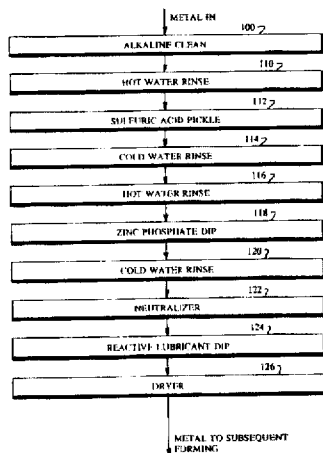 METAL IN
100
ALKALINE CLEAN
110
HOT WATER RINSE
112
SULFURIC ACID PICKLE
114
COLD WATER RINSE
116
HOT WATER RINSE
118
ZINC PHOSPHATE DIP
120
COLD WATER RINSE
122
NEUTRALIZER
124
REACTIVE LUBRICANT DIP
126
DRYER
METAL TO SUBSEQUENT
FORMING